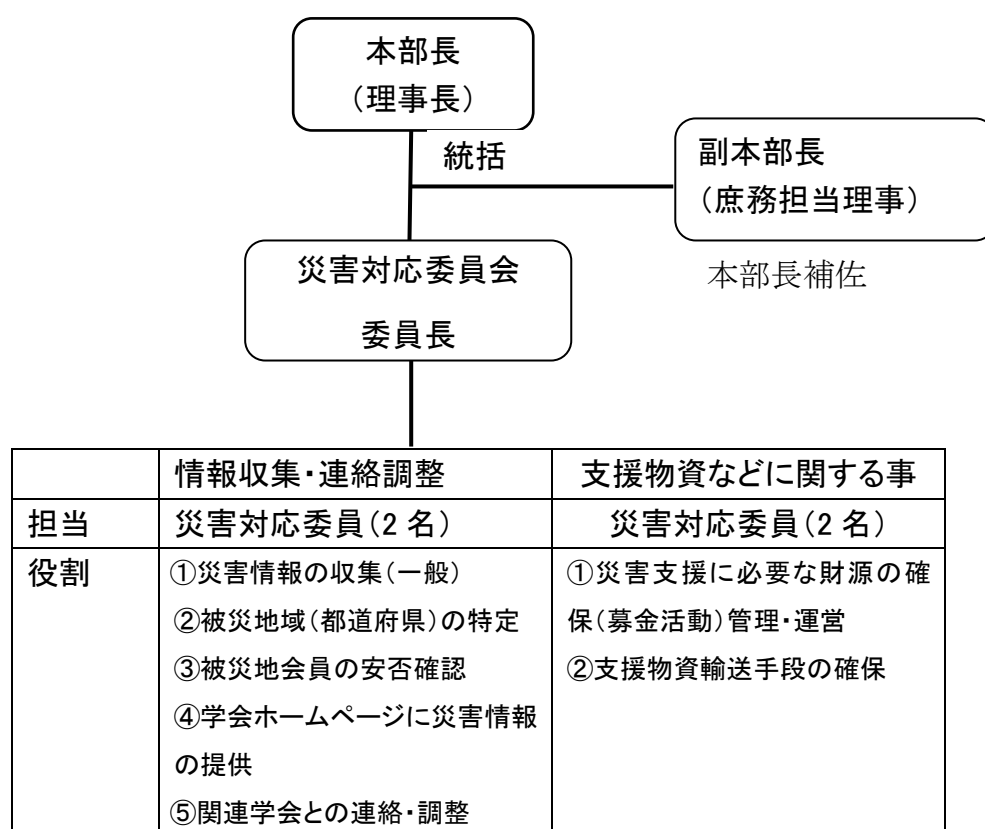 本部長
（理事長）
統括
副本部長
（庶務担当理事）
本部長補佐
災害対応委員会
委員長
情報収集・連絡調整
支援物資などに関する事
担当
災害対応委員（2 名）
災害対応委員（2 名）
役割
①災害情報の収集（一般）
②被災地域（都道府県）の特定
③被災地会員の安否確認
④学会ホームページに災害情報
の提供
⑤関連学会との連絡・調整
①災害支援に必要な財源の確
保（募金活動）管理・運営
②支援物資輸送手段の確保